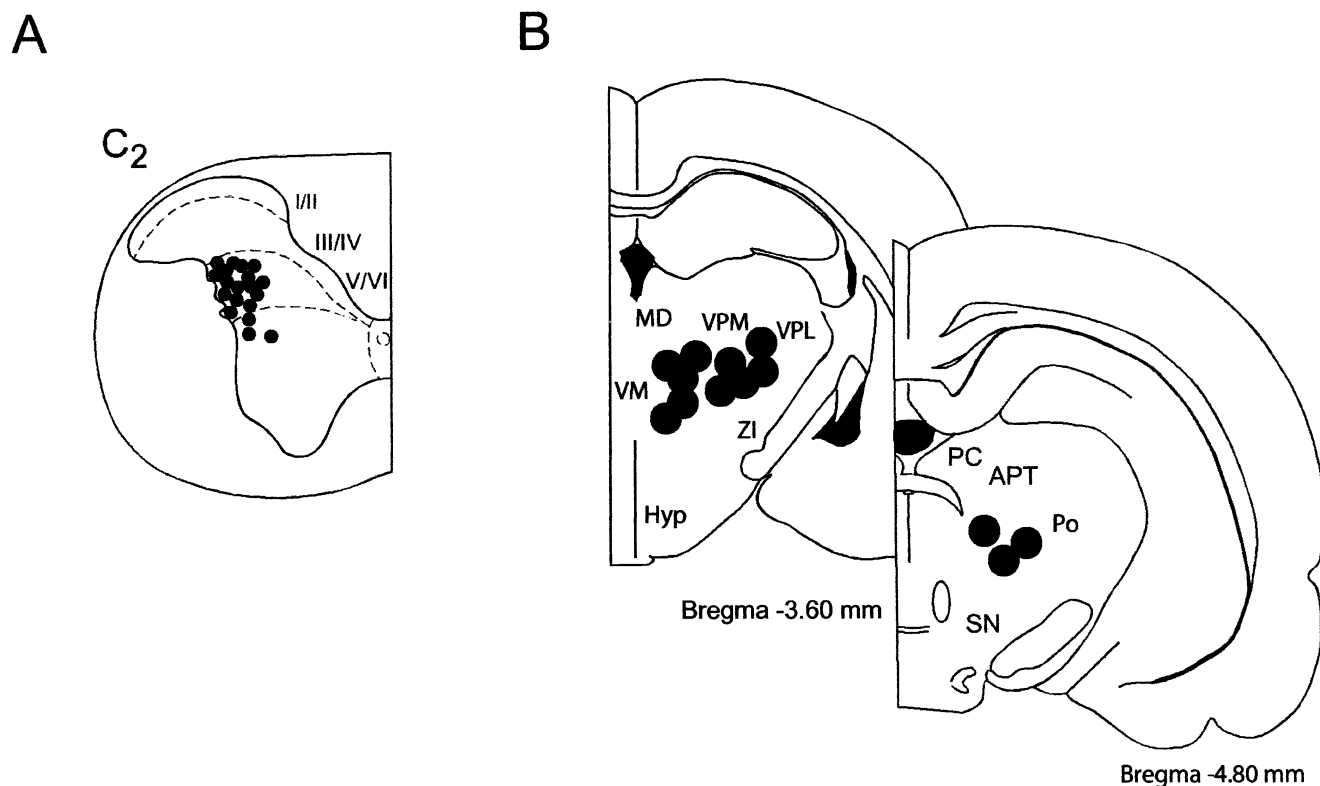 A
B
C2
I/II
III/IV
V/VI
MD
VPM
VPL
VM
ZI
Hyp
Bregma -3.60 mm
PC
APT
Po
SN
Bregma -4.80 mm